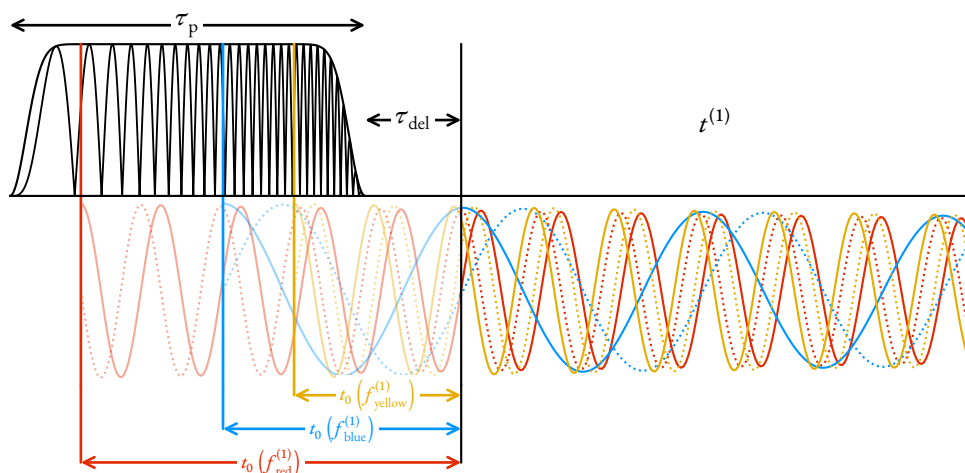 τp
τdel
t(1)
t0 (f(1)yellow)
t0 (f(1)blue)
t0 (f(1)red)